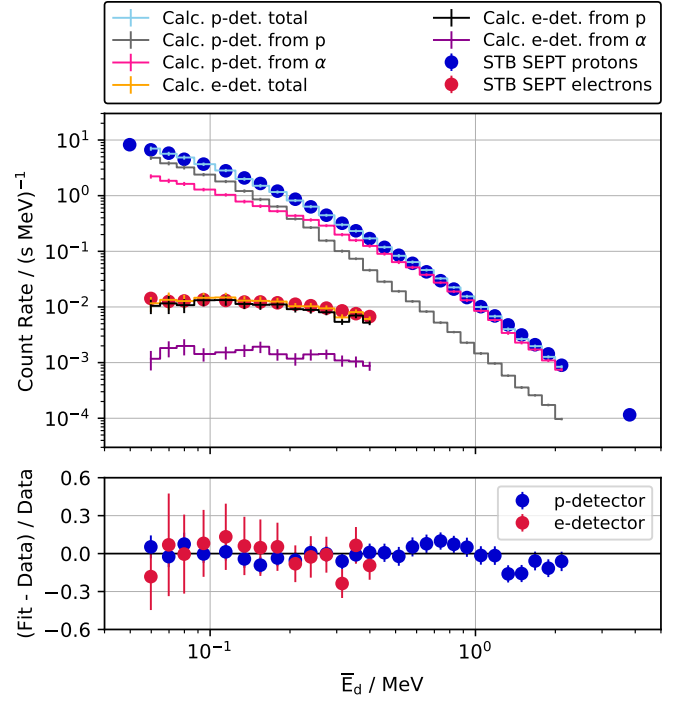 Calc. p-det. total
Calc. p-det. from p
Calc. p-det. from α
Calc. e-det. total
Calc. e-det. from p
Calc. e-det. from α
STB SEPT protons
STB SEPT electrons
Count Rate / (s MeV)⁻¹
10¹
10⁰
10⁻¹
10⁻²
10⁻³
10⁻⁴
(Fit - Data) / Data
0.6
0.3
0.0
−0.3
−0.6
p-detector
e-detector
10⁻¹
10⁰
E̅d / MeV